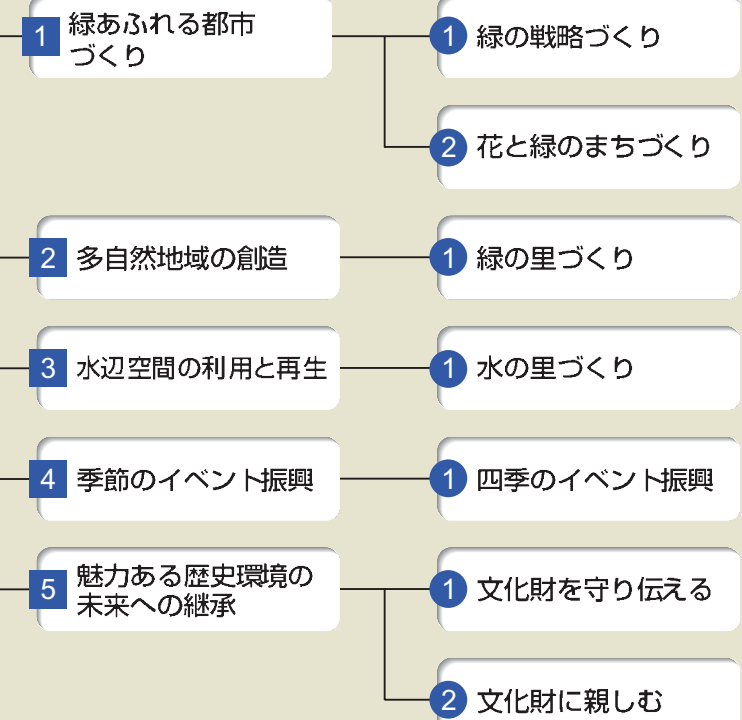 1 緑あふれる都市
づくり
1 緑の戦略づくり
2 花と緑のまちづくり
2 多自然地域の創造
1 緑の里づくり
3 水辺空間の利用と再生
1 水の里づくり
4 季節のイベント振興
1 四季のイベント振興
5 魅力ある歴史環境の
未来への継承
1 文化財を守り伝える
2 文化財に親しむ